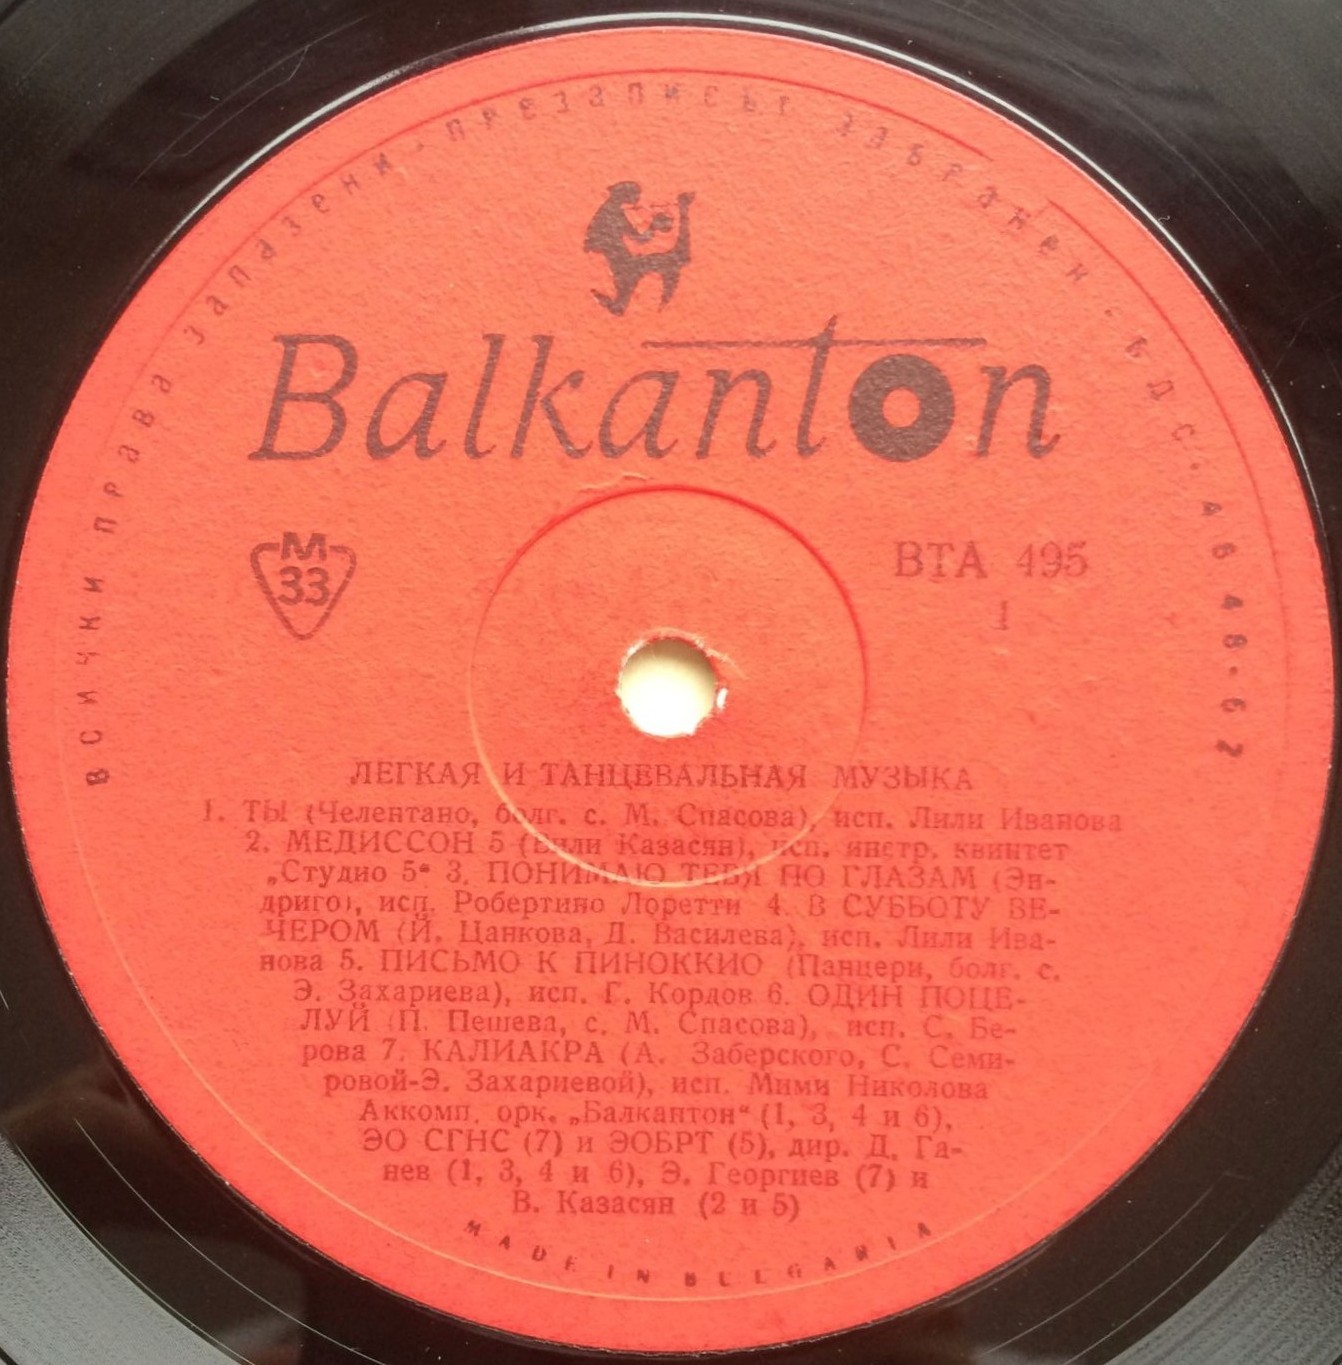 всички права запазени - презаписът забранен - БДС. 4648-62
Balkanton
М
33
ВТА 495
1
ЛЕГКАЯ И ТАНЦЕВАЛЬНАЯ МУЗЫКА
1. ТЫ (Челентано, болг. с. М. Спасова), исп. Лили Иванова
2. МЕДИССОН 5 (Вили Казасян), исп. инстр. квинтет
„Студио 5“ 3. ПОНИМАЮ ТЕБЯ ПО ГЛАЗАМ (Эн-
дриго), исп. Робертино Лоретти 4. В СУББОТУ ВЕ-
ЧЕРОМ (Й. Цанкова, Д. Василева), исп. Лили Ива-
нова 5. ПИСЬМО К ПИНОККИО (Панцери, болг. с.
Э. Захариева), исп. Г. Кордов 6. ОДИН ПОЦЕ-
ЛУЙ (П. Пешева, с. М. Спасова), исп. С. Бе-
рова 7. КАЛИАКРА (А. Заберского, С. Семи-
ровой-Э. Захариевой), исп. Мими Николова
Аккомп. орк. „Балкантон“ (1, 3, 4 и 6),
ЭО СГНС (7) и ЭОБРТ (5), дир. Д. Га-
нев (1, 3, 4 и 6), Э. Георгиев (7) и
В. Казасян (2 и 5)
MADE IN BULGARIA